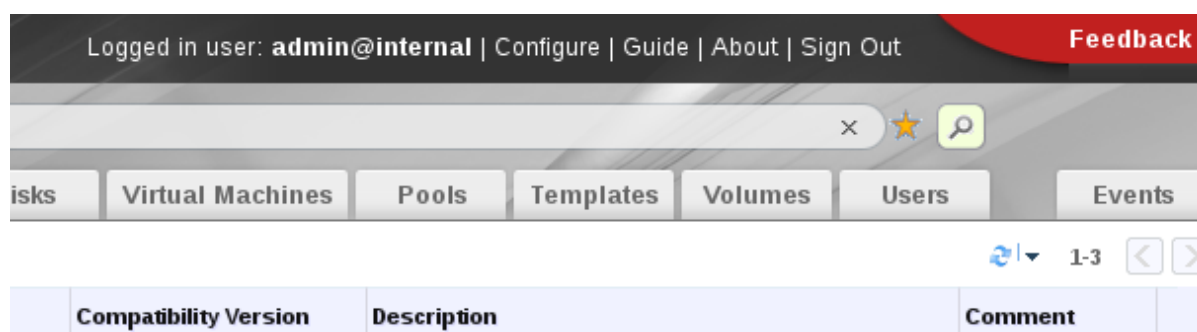 Logged in user: admin@internal | Configure | Guide | About | Sign Out Feedback
isks Virtual Machines Pools Templates Volumes Users Events
1-3
Compatibility Version Description Comment